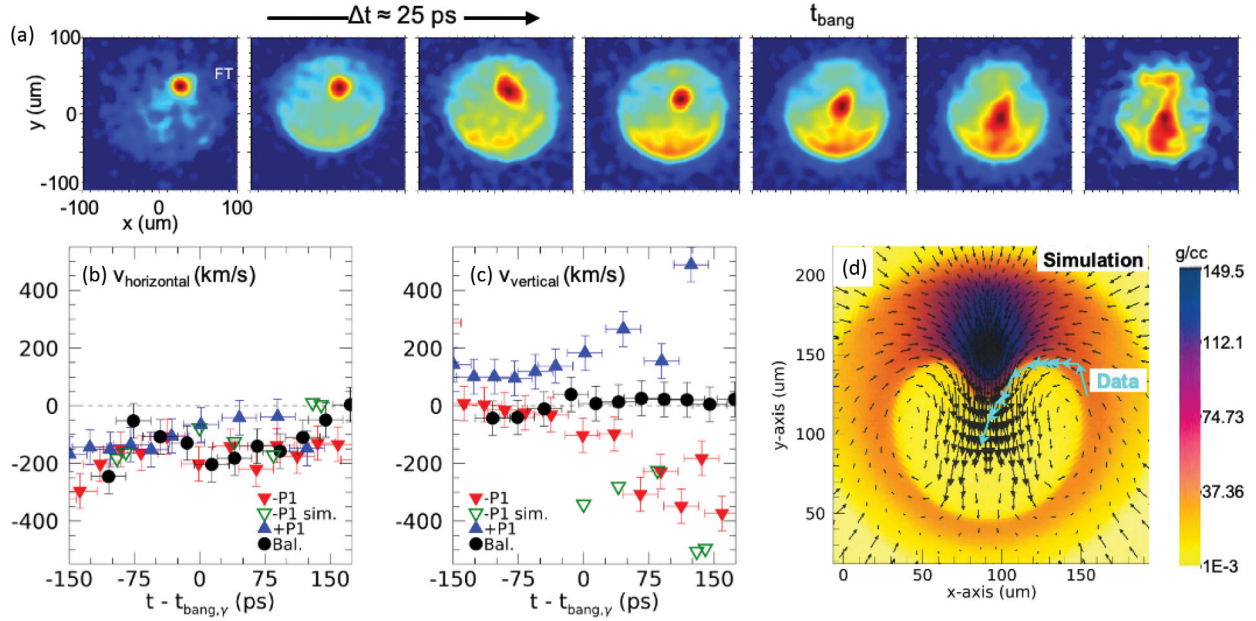 Δt ≈ 25 ps
t_bang
(a)
100
FT
y (um)
0
-100
-100
0
100
x (um)
(b)
v_horizontal (km/s)
400
200
0
-200
-400
-P1
-P1 sim.
+P1
Bal.
-150
-75
0
75
150
t - t_bang,γ (ps)
(c)
v_vertical (km/s)
400
200
0
-200
-400
-P1
-P1 sim.
+P1
Bal.
-150
-75
0
75
150
t - t_bang,γ (ps)
(d)
Simulation
g/cc
200
150
100
50
y-axis (um)
Data
0
50
100
150
x-axis (um)
149.5
112.1
74.73
37.36
1E-3